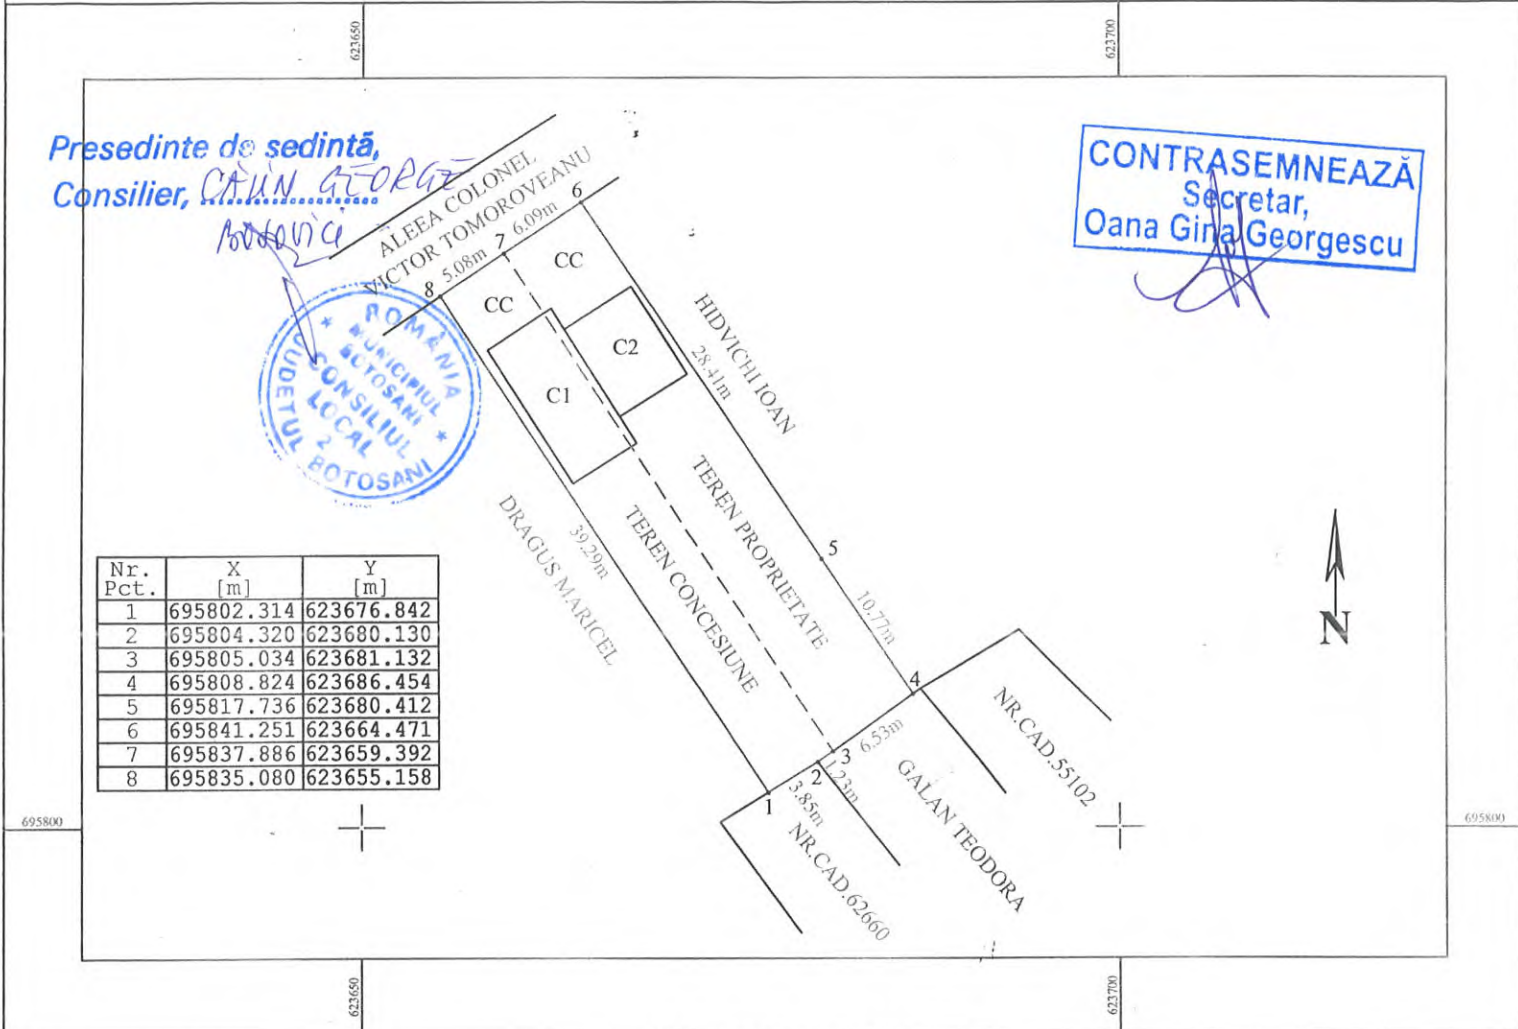 623650
623700
Presedinte de sedintă,
Consilier, CĂLIN GEORGE
Bosovici
CONTRASEMNEAZĂ
Secretar,
Oana Gina Georgescu
ALEEA COLONEL
VICTOR TOMOROVEANU
6
7
8
6.09m
5.08m
CC
CC
C2
C1
ROMÂNIA
JUDETUL BOTOSANI
MUNICIPIUL
BOTOSANI
CONSILIUL
LOCAL
2
HIDVICHI IOAN
28.41m
TEREN PROPRIETATE
TEREN CONCESIUNE
39.29m
DRAGUS MARICEL
5
10.77m
4
N
Nr. Pct. X [m] Y [m]
1 695802.314 623676.842
2 695804.320 623680.130
3 695805.034 623681.132
4 695808.824 623686.454
5 695817.736 623680.412
6 695841.251 623664.471
7 695837.886 623659.392
8 695835.080 623655.158
6.53m
3
2
1
1.23m
3.85m
NR.CAD.55102
GALAN TEODORA
NR.CAD.62660
695800
695800
623650
623700